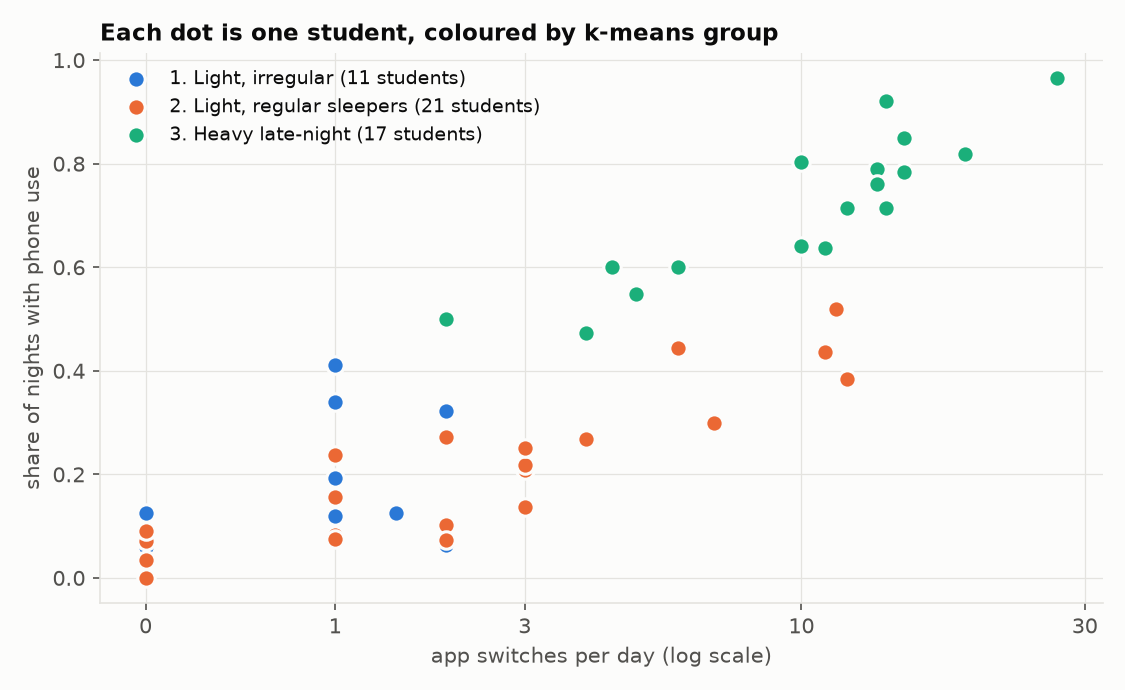 Each dot is one student, coloured by k-means group
1. Light, irregular (11 students)
2. Light, regular sleepers (21 students)
3. Heavy late-night (17 students)
share of nights with phone use
1.0
0.8
0.6
0.4
0.2
0.0
0 1 3 10 30
app switches per day (log scale)